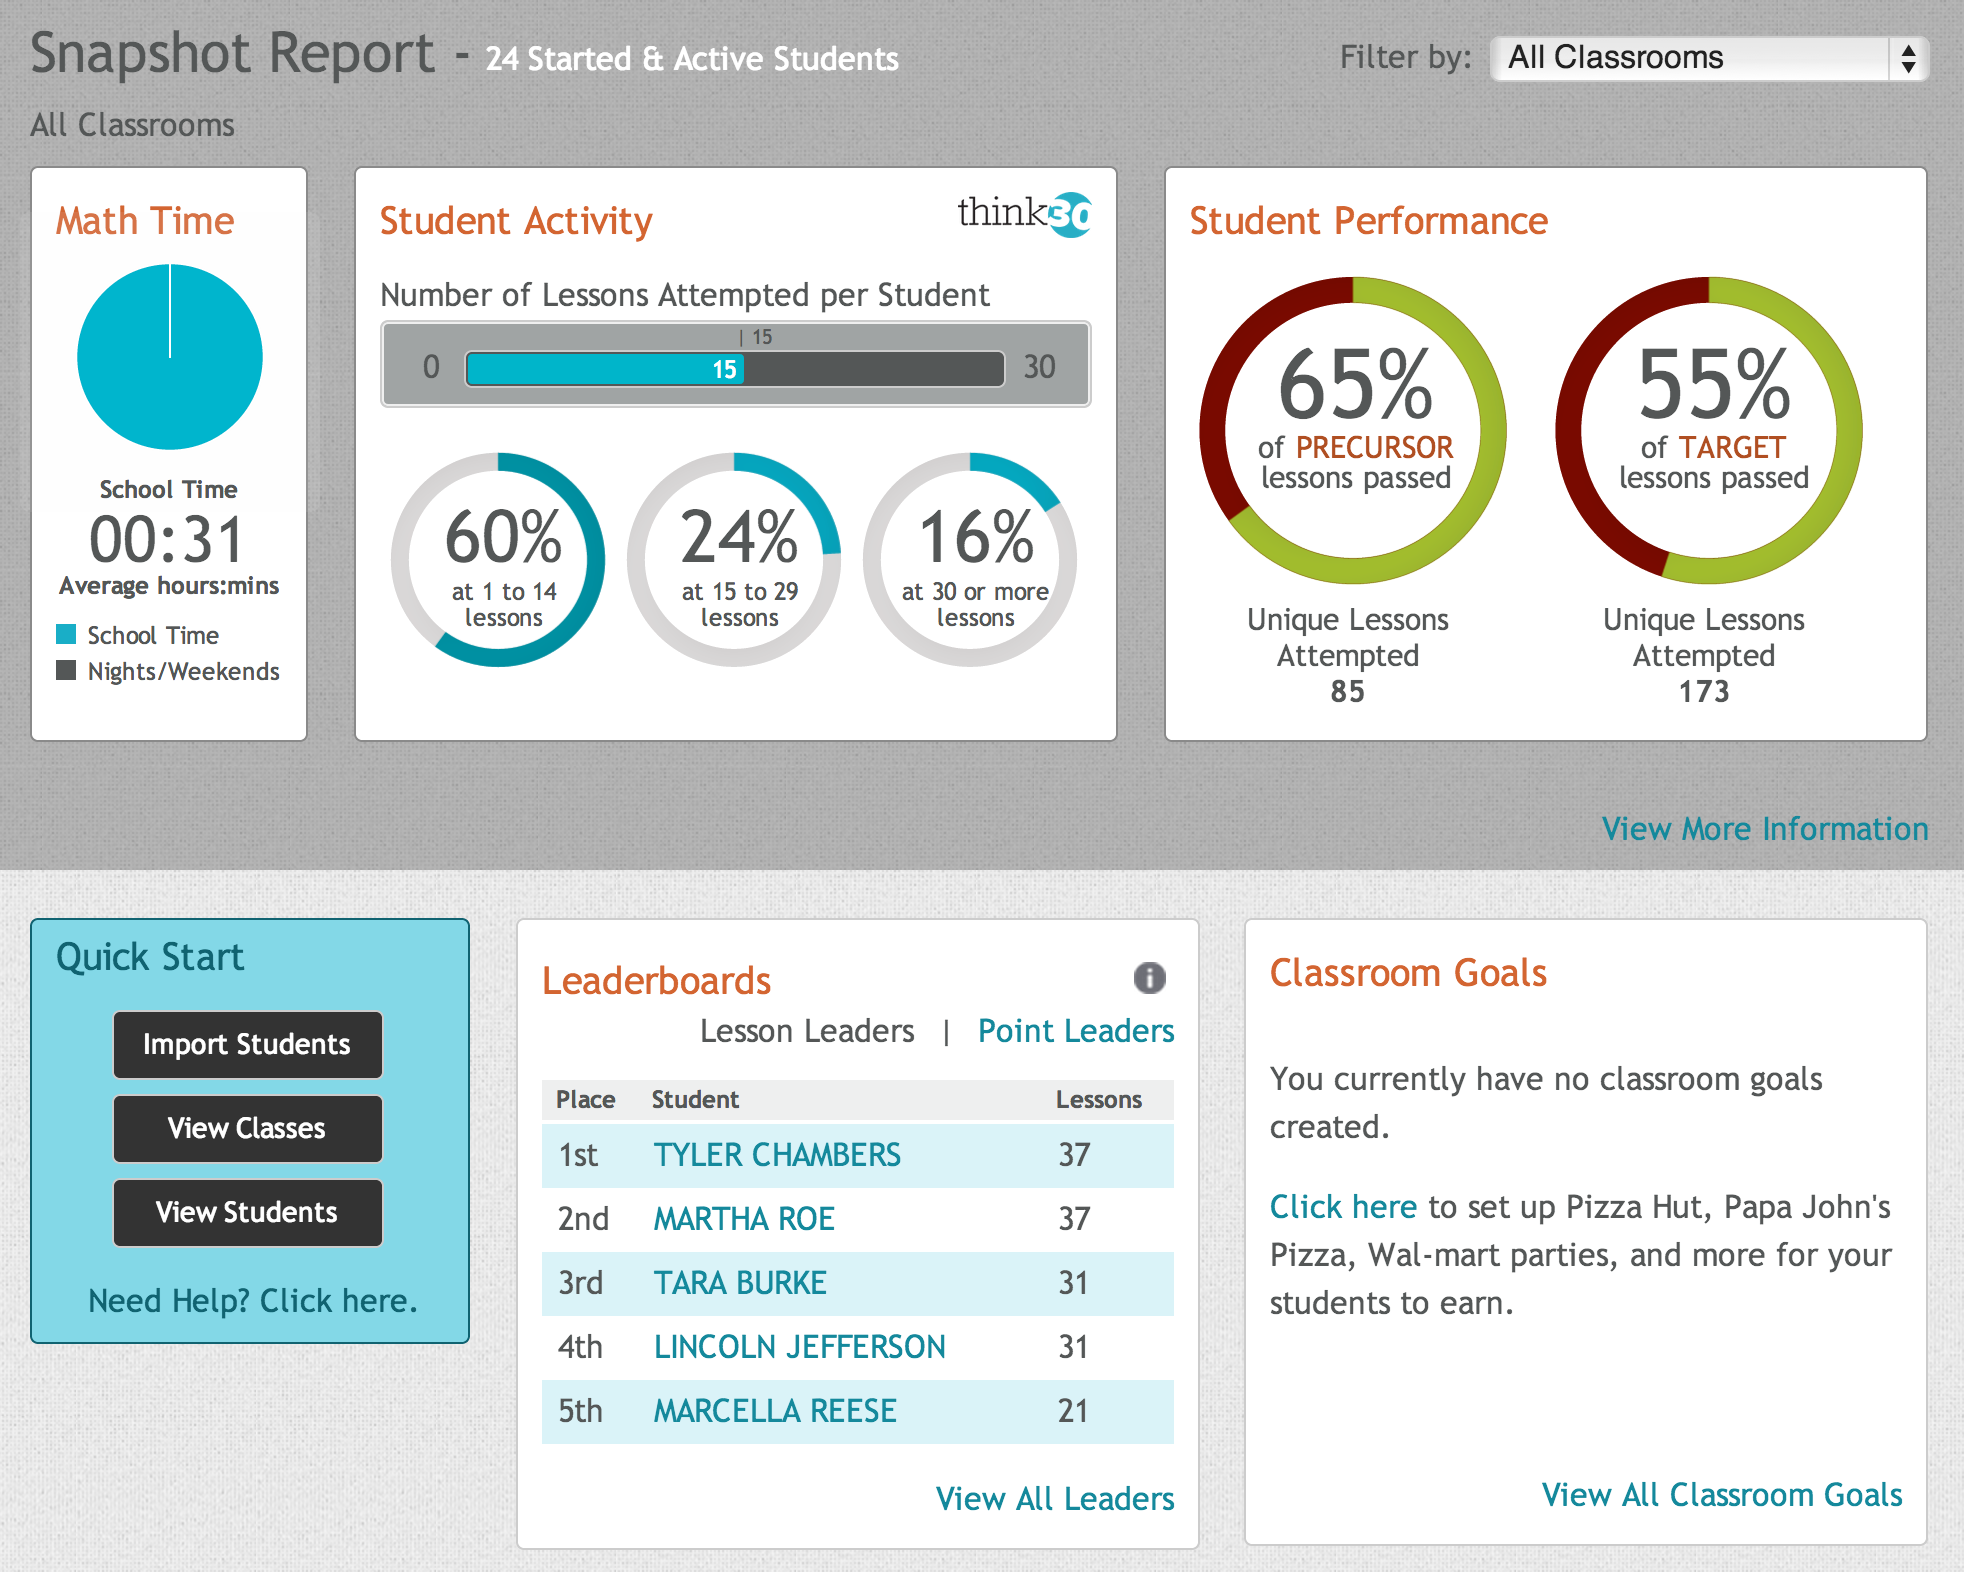 Snapshot Report - 24 Started & Active Students
Filter by: All Classrooms
All Classrooms
Math Time
School Time
00:31
Average hours:mins
School Time
Nights/Weekends
Student Activity
think30
Number of Lessons Attempted per Student
| 15
0 15 30
60%
at 1 to 14
lessons
24%
at 15 to 29
lessons
16%
at 30 or more
lessons
Student Performance
65%
of PRECURSOR
lessons passed
Unique Lessons
Attempted
85
55%
of TARGET
lessons passed
Unique Lessons
Attempted
173
View More Information
Quick Start
Import Students
View Classes
View Students
Need Help? Click here.
Leaderboards
i
Lesson Leaders | Point Leaders
Place Student Lessons
1st TYLER CHAMBERS 37
2nd MARTHA ROE 37
3rd TARA BURKE 31
4th LINCOLN JEFFERSON 31
5th MARCELLA REESE 21
View All Leaders
Classroom Goals
You currently have no classroom goals
created.
Click here to set up Pizza Hut, Papa John's
Pizza, Wal-mart parties, and more for your
students to earn.
View All Classroom Goals